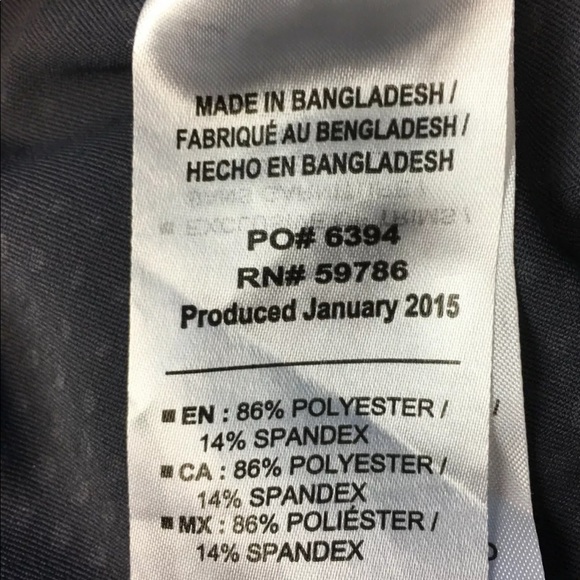 MADE IN BANGLADESH /
FABRIQUÉ AU BENGLADESH /
HECHO EN BANGLADESH
PO# 6394
RN# 59786
Produced January 2015
EN : 86% POLYESTER /
14% SPANDEX
CA : 86% POLYESTER /
14% SPANDEX
MX : 86% POLIÉSTER /
14% SPANDEX